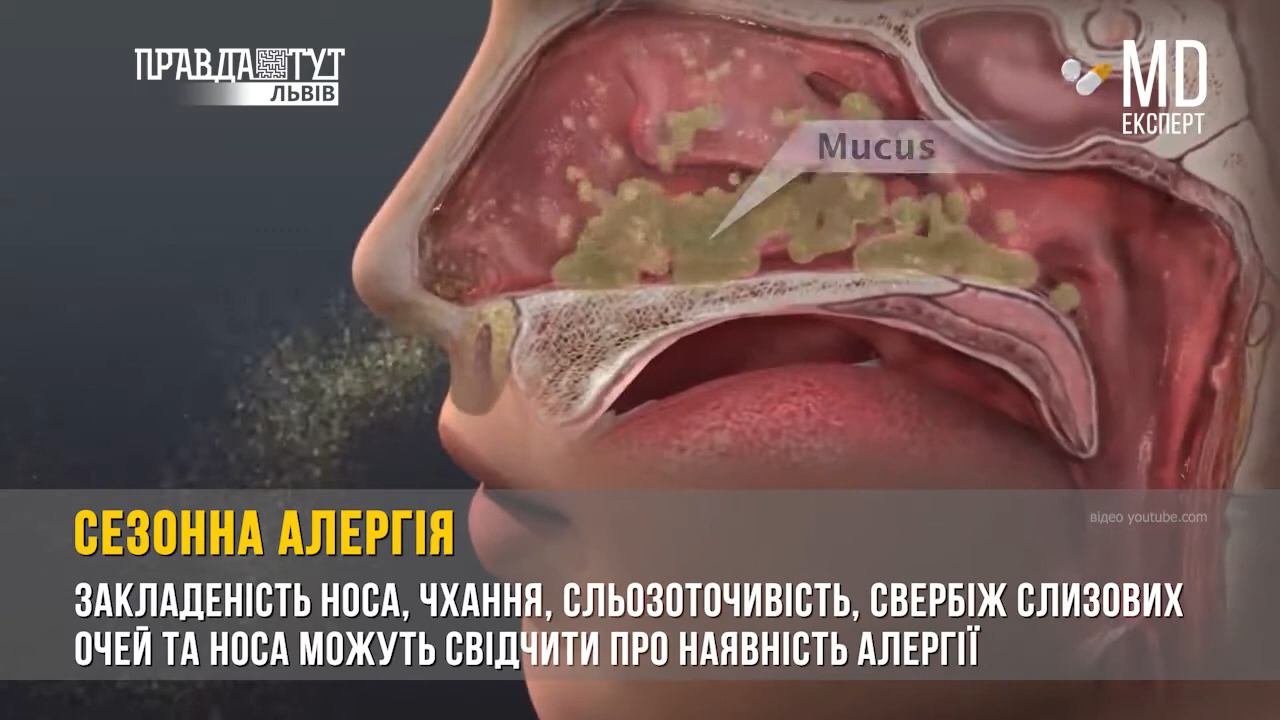 ПРАВДА ТУТ
ЛЬВІВ
MD
ЕКСПЕРТ
Mucus
відео youtube.com
СЕЗОННА АЛЕРГІЯ
ЗАКЛАДЕНІСТЬ НОСА, ЧХАННЯ, СЛЬОЗОТОЧИВІСТЬ, СВЕРБІЖ СЛИЗОВИХ
ОЧЕЙ ТА НОСА МОЖУТЬ СВІДЧИТИ ПРО НАЯВНІСТЬ АЛЕРГІЇ